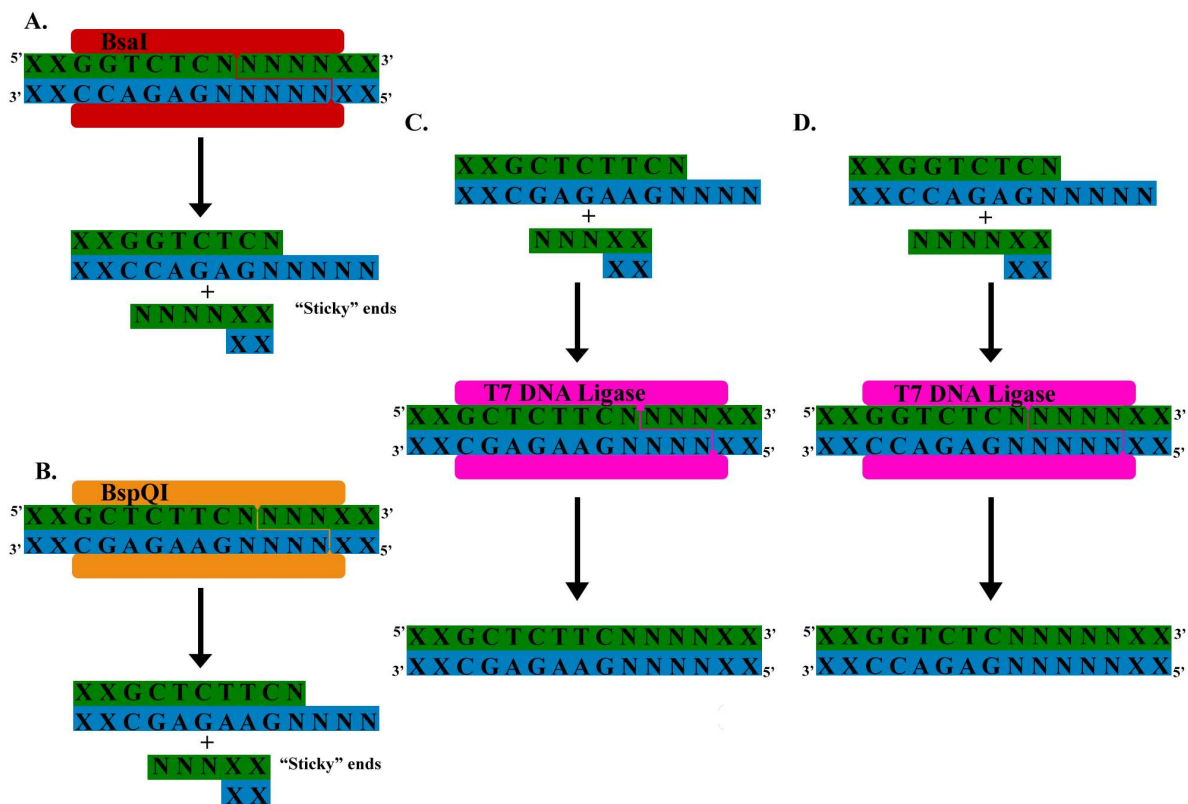 A.
BsaI
5’ X X G G T C T C N N N N N X X 3’
3’ X X C C A G A G N N N N N X X 5’
X X G G T C T C N
X X C C A G A G N N N N N
+
N N N N X X “Sticky” ends
X X
B.
BspQI
5’ X X G C T C T T C N N N N X X 3’
3’ X X C G A G A A G N N N N X X 5’
X X G C T C T T C N
X X C G A G A A G N N N N
+
N N N X X “Sticky” ends
X X
C.
X X G C T C T T C N
X X C G A G A A G N N N N
+
N N N X X
X X
T7 DNA Ligase
5’ X X G C T C T T C N N N N X X 3’
3’ X X C G A G A A G N N N N X X 5’
5’ X X G C T C T T C N N N N X X 3’
3’ X X C G A G A A G N N N N X X 5’
D.
X X G G T C T C N
X X C C A G A G N N N N N
+
N N N N X X
X X
T7 DNA Ligase
5’ X X G G T C T C N N N N N X X 3’
3’ X X C C A G A G N N N N N X X 5’
5’ X X G G T C T C N N N N N X X 3’
3’ X X C C A G A G N N N N N X X 5’